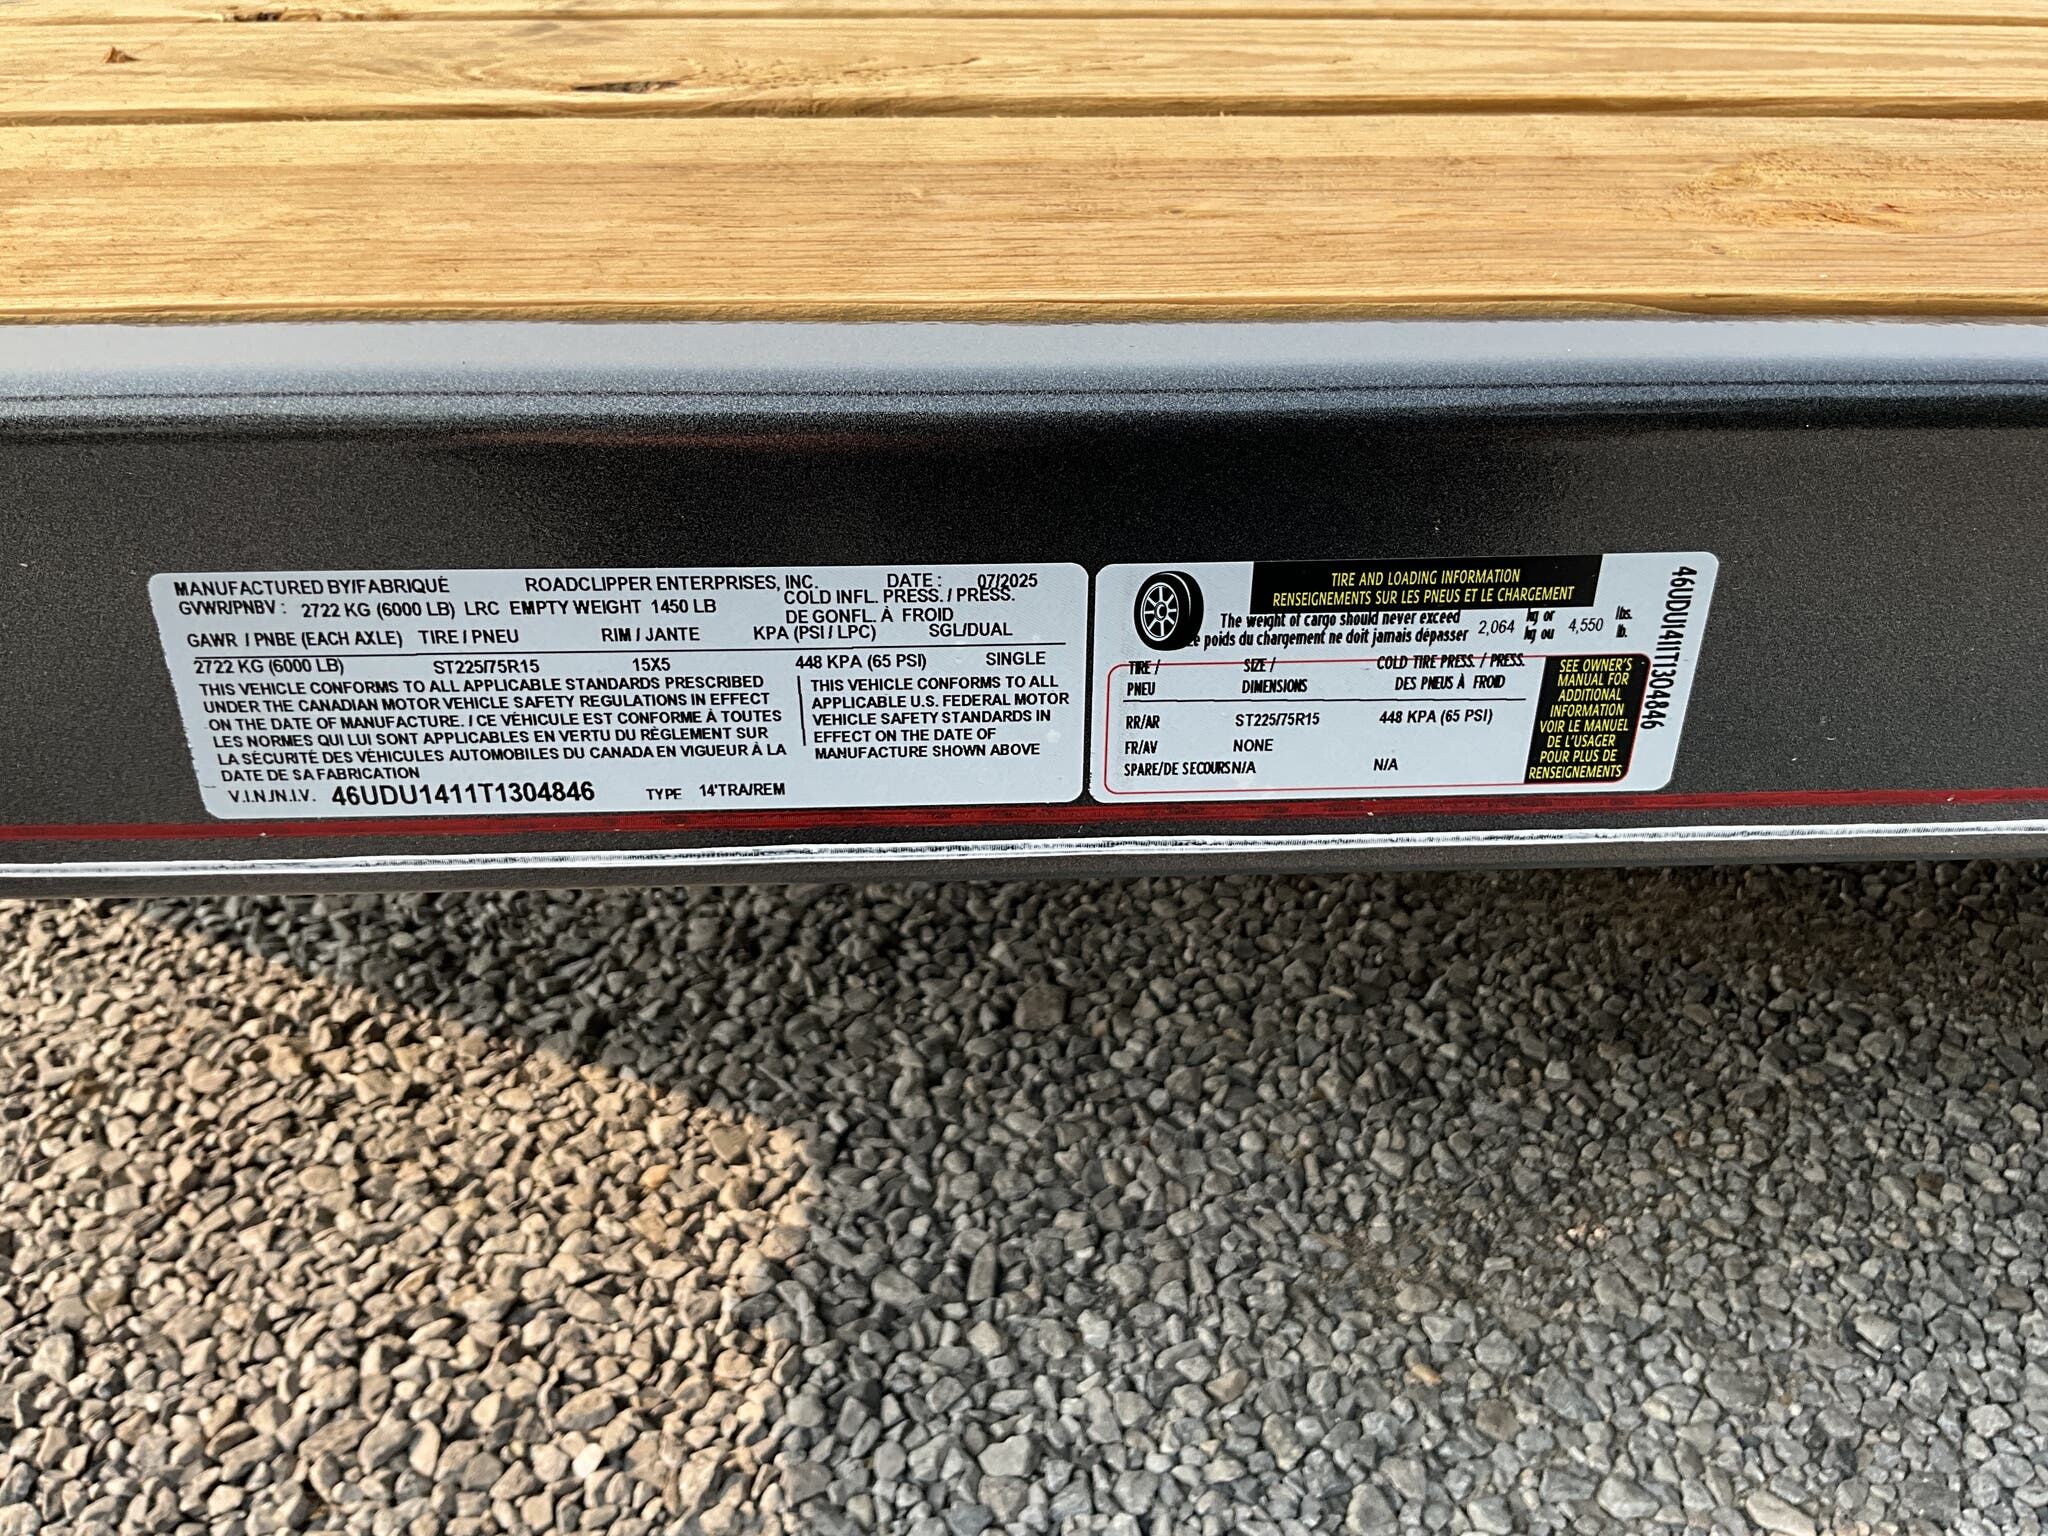 MANUFACTURED BY/FABRIQUÉ ROADCLIPPER ENTERPRISES, INC. DATE : 07/2025
GVWR/PNBV : 2722 KG (6000 LB) LRC EMPTY WEIGHT 1450 LB COLD INFL. PRESS. / PRESS.
DE GONFL. À FROID
GAWR / PNBE (EACH AXLE) TIRE / PNEU RIM / JANTE KPA (PSI / LPC) SGL/DUAL
2722 KG (6000 LB) ST225/75R15 15X5 448 KPA (65 PSI) SINGLE
THIS VEHICLE CONFORMS TO ALL APPLICABLE STANDARDS PRESCRIBED
UNDER THE CANADIAN MOTOR VEHICLE SAFETY REGULATIONS IN EFFECT
ON THE DATE OF MANUFACTURE. / CE VÉHICULE EST CONFORME À TOUTES
LES NORMES QUI LUI SONT APPLICABLES EN VERTU DU RÈGLEMENT SUR
LA SÉCURITÉ DES VÉHICULES AUTOMOBILES DU CANADA EN VIGUEUR À LA
DATE DE SA FABRICATION
THIS VEHICLE CONFORMS TO ALL
APPLICABLE U.S. FEDERAL MOTOR
VEHICLE SAFETY STANDARDS IN
EFFECT ON THE DATE OF
MANUFACTURE SHOWN ABOVE
V.I.N./N.I.V. 46UDU1411T1304846 TYPE 14'TRA/REM
TIRE AND LOADING INFORMATION
RENSEIGNEMENTS SUR LES PNEUS ET LE CHARGEMENT
The weight of cargo should never exceed 2,064 kg or 4,550 lbs.
Le poids du chargement ne doit jamais dépasser kg ou lb.
TIRE / SIZE / COLD TIRE PRESS. / PRESS.
PNEU DIMENSIONS DES PNEUS À FROID
RR/AR ST225/75R15 448 KPA (65 PSI)
FR/AV NONE
SPARE/DE SECOURS N/A N/A
SEE OWNER'S
MANUAL FOR
ADDITIONAL
INFORMATION
VOIR LE MANUEL
DE L'USAGER
POUR PLUS DE
RENSEIGNEMENTS
46UDU1411T1304846